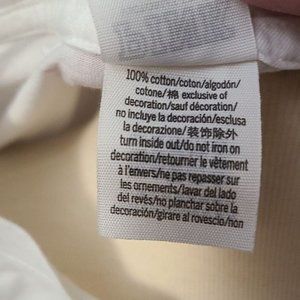 100% cotton/coton/algodón/
cotone/棉 exclusive of
decoration/sauf décoration/
no incluye la decoración/esclusa
la decorazione/装饰除外
turn inside out/do not iron on
decoration/retourner le vêtement
à l'envers/ne pas repasser sur
les ornements/lavar del lado
del revés/no planchar sobre la
decoración/girare al rovescio/non